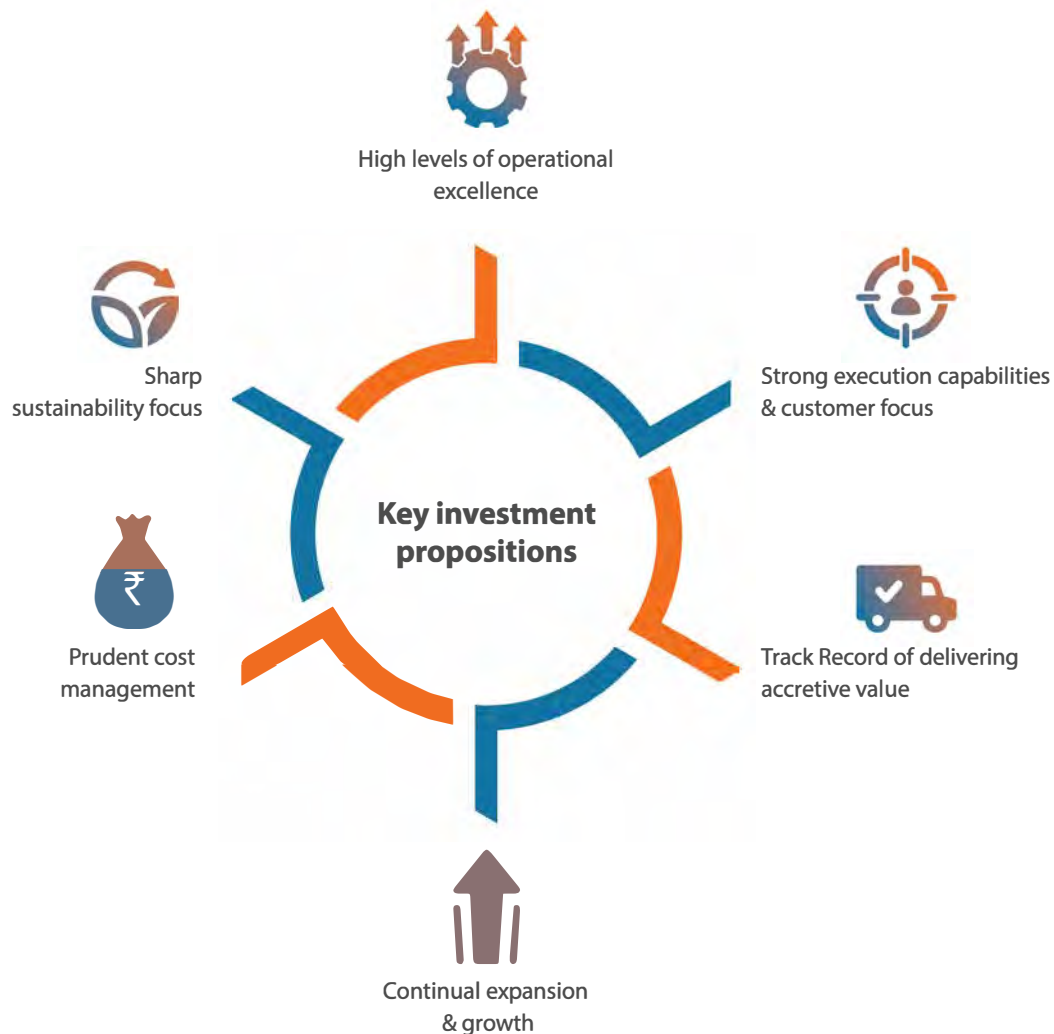 High levels of operational
excellence
Sharp
sustainability focus
Strong execution capabilities
& customer focus
Key investment
propositions
₹
Prudent cost
management
Track Record of delivering
accretive value
Continual expansion
& growth